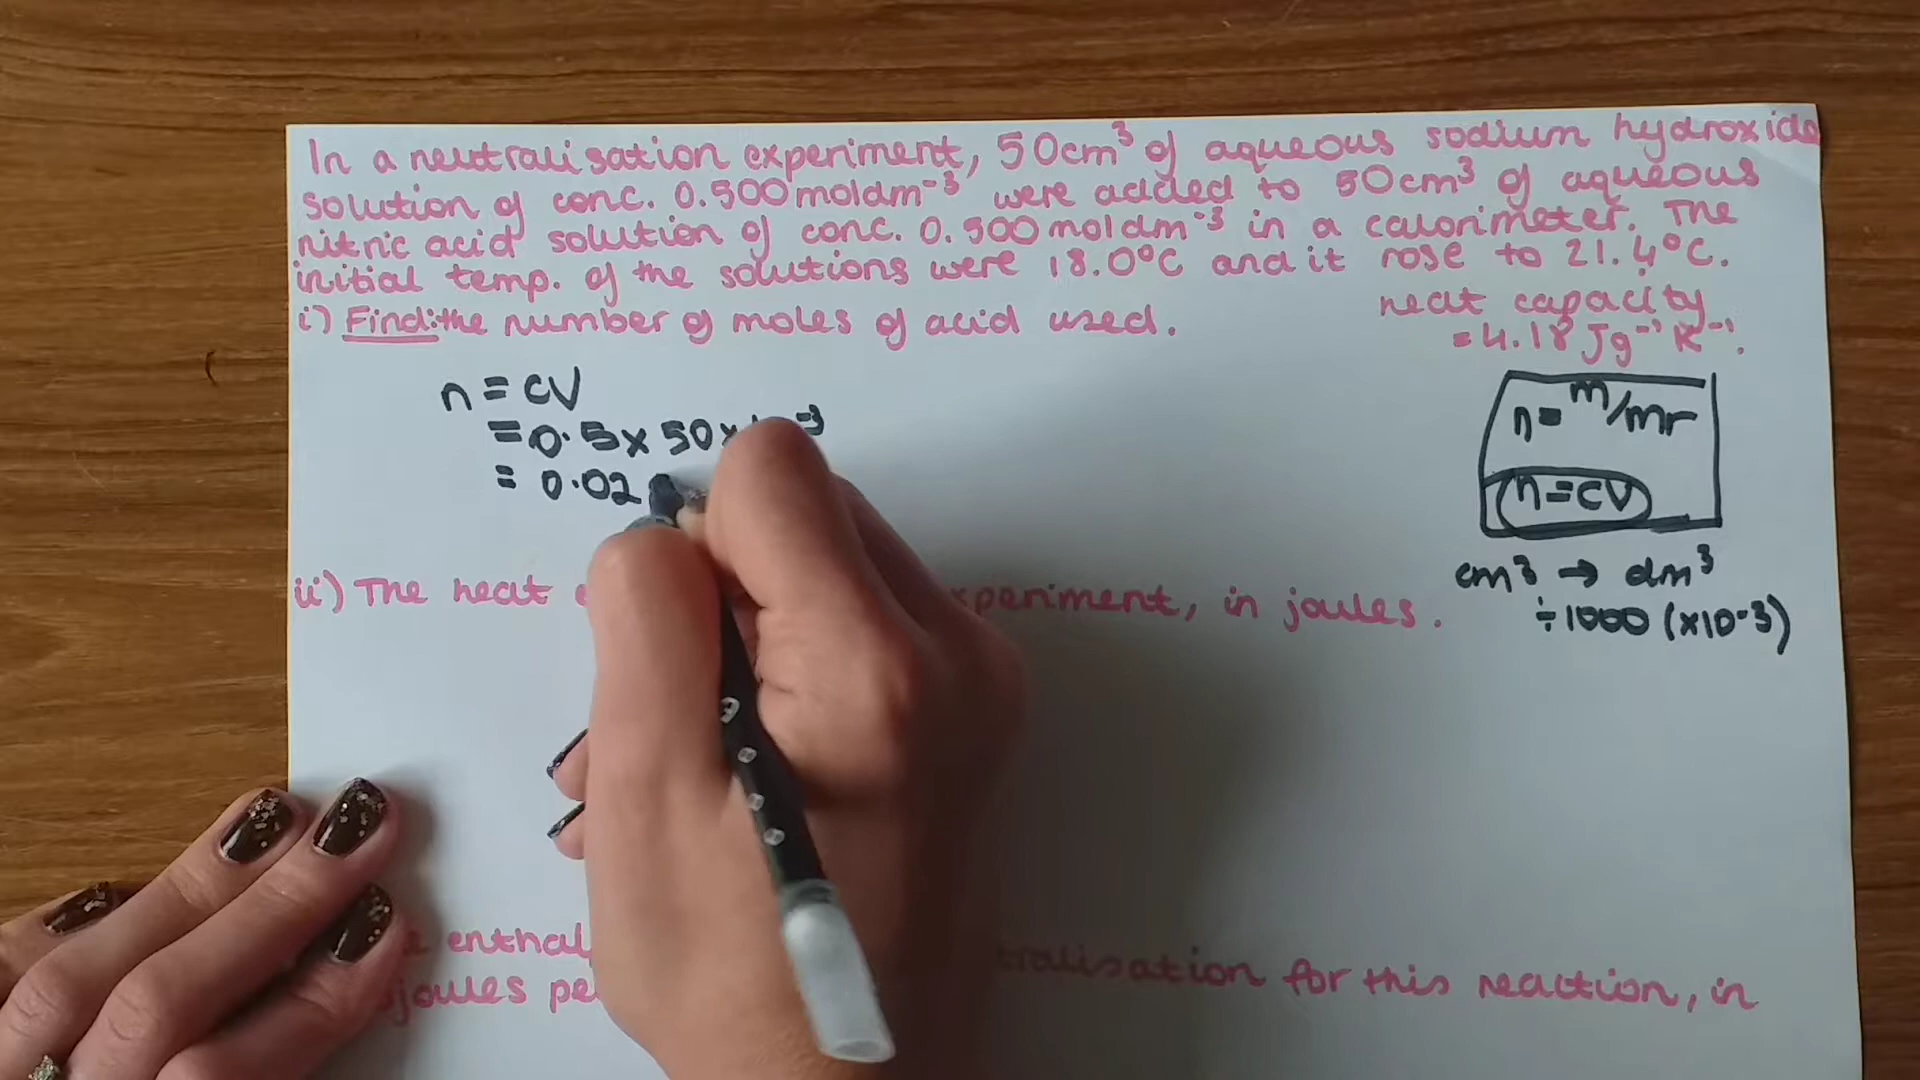 In a neutralisation experiment, 50cm³ of aqueous sodium hydroxide
solution of conc. 0.500 moldm⁻³ were added to 50cm³ of aqueous
nitric acid solution of conc. 0.500 moldm⁻³ in a calorimeter. The
initial temp. of the solutions were 18.0°C and it rose to 21.4°C.
i) Find: the number of moles of acid used.
heat capacity
= 4.18 Jg⁻¹ K⁻¹.
n = cV
= 0.5 x 50 x
= 0.02
n = m/mr
n = cV
cm³ → dm³
÷1000 (x10-3)
ii) The heat experiment, in joules.
for this reaction, in
joules